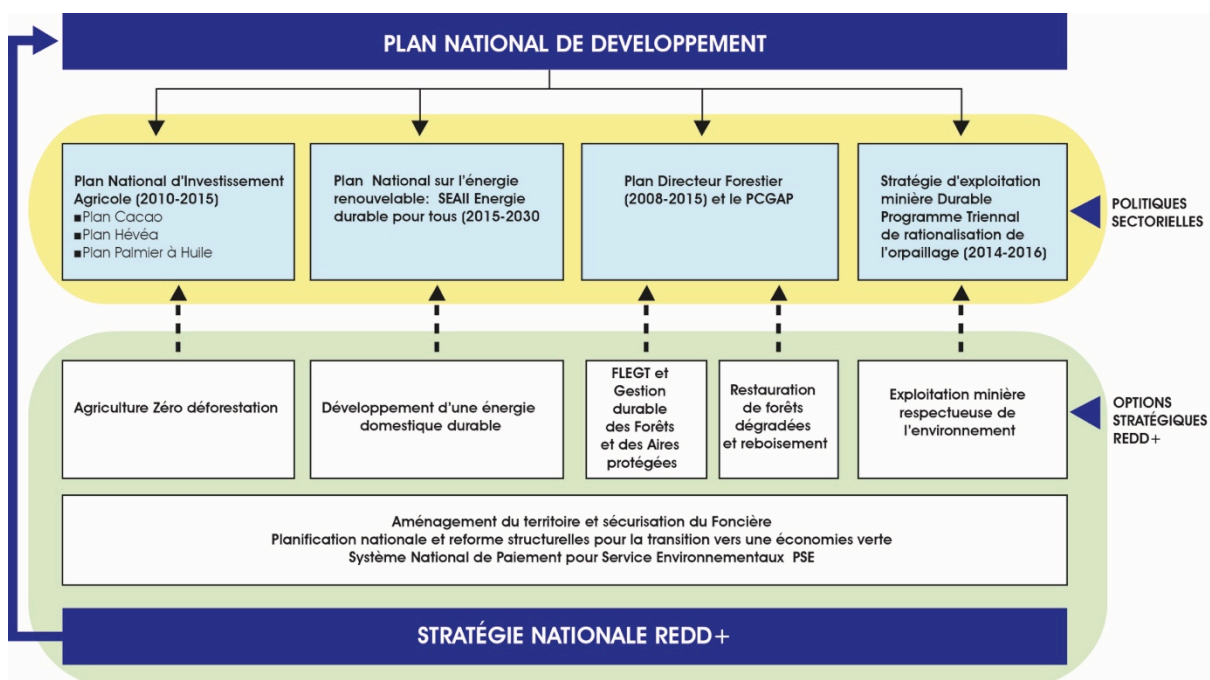 PLAN NATIONAL DE DEVELOPPEMENT
Plan National d'Investissement
Agricole (2010-2015)
■Plan Cacao
■Plan Hévéa
■Plan Palmier à Huile
Plan National sur l'énergie
renouvelable: SEAII Energie
durable pour tous (2015-2030
Plan Directeur Forestier
(2008-2015) et le PCGAP
Stratégie d'exploitation
minière Durable
Programme Triennal
de rationalisation de
l'orpaillage (2014-2016)
POLITIQUES
SECTORIELLES
Agriculture Zéro déforestation
Développement d'une énergie
domestique durable
FLEGT et
Gestion
durable
des Forêts
et des Aires
protégées
Restauration
de forêts
dégradées
et reboisement
Exploitation minière
respectueuse de
l'environnement
OPTIONS
STRATÉGIQUES
REDD+
Aménagement du territoire et sécurisation du Foncière
Planification nationale et reforme structurelles pour la transition vers une économies verte
Système National de Paiement pour Service Environnementaux PSE
STRATÉGIE NATIONALE REDD+